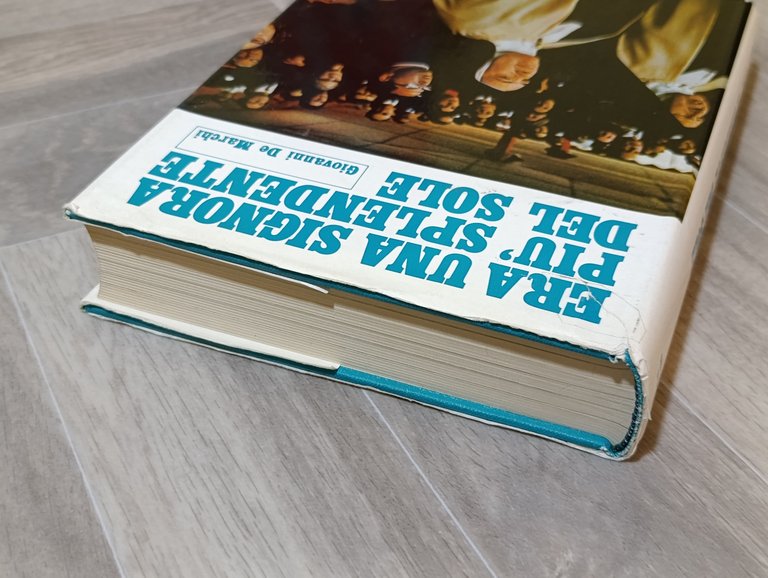 ERA UNA SIGNORA
PIU' SPLENDENTE
DEL SOLE
Giovanni De Marchi